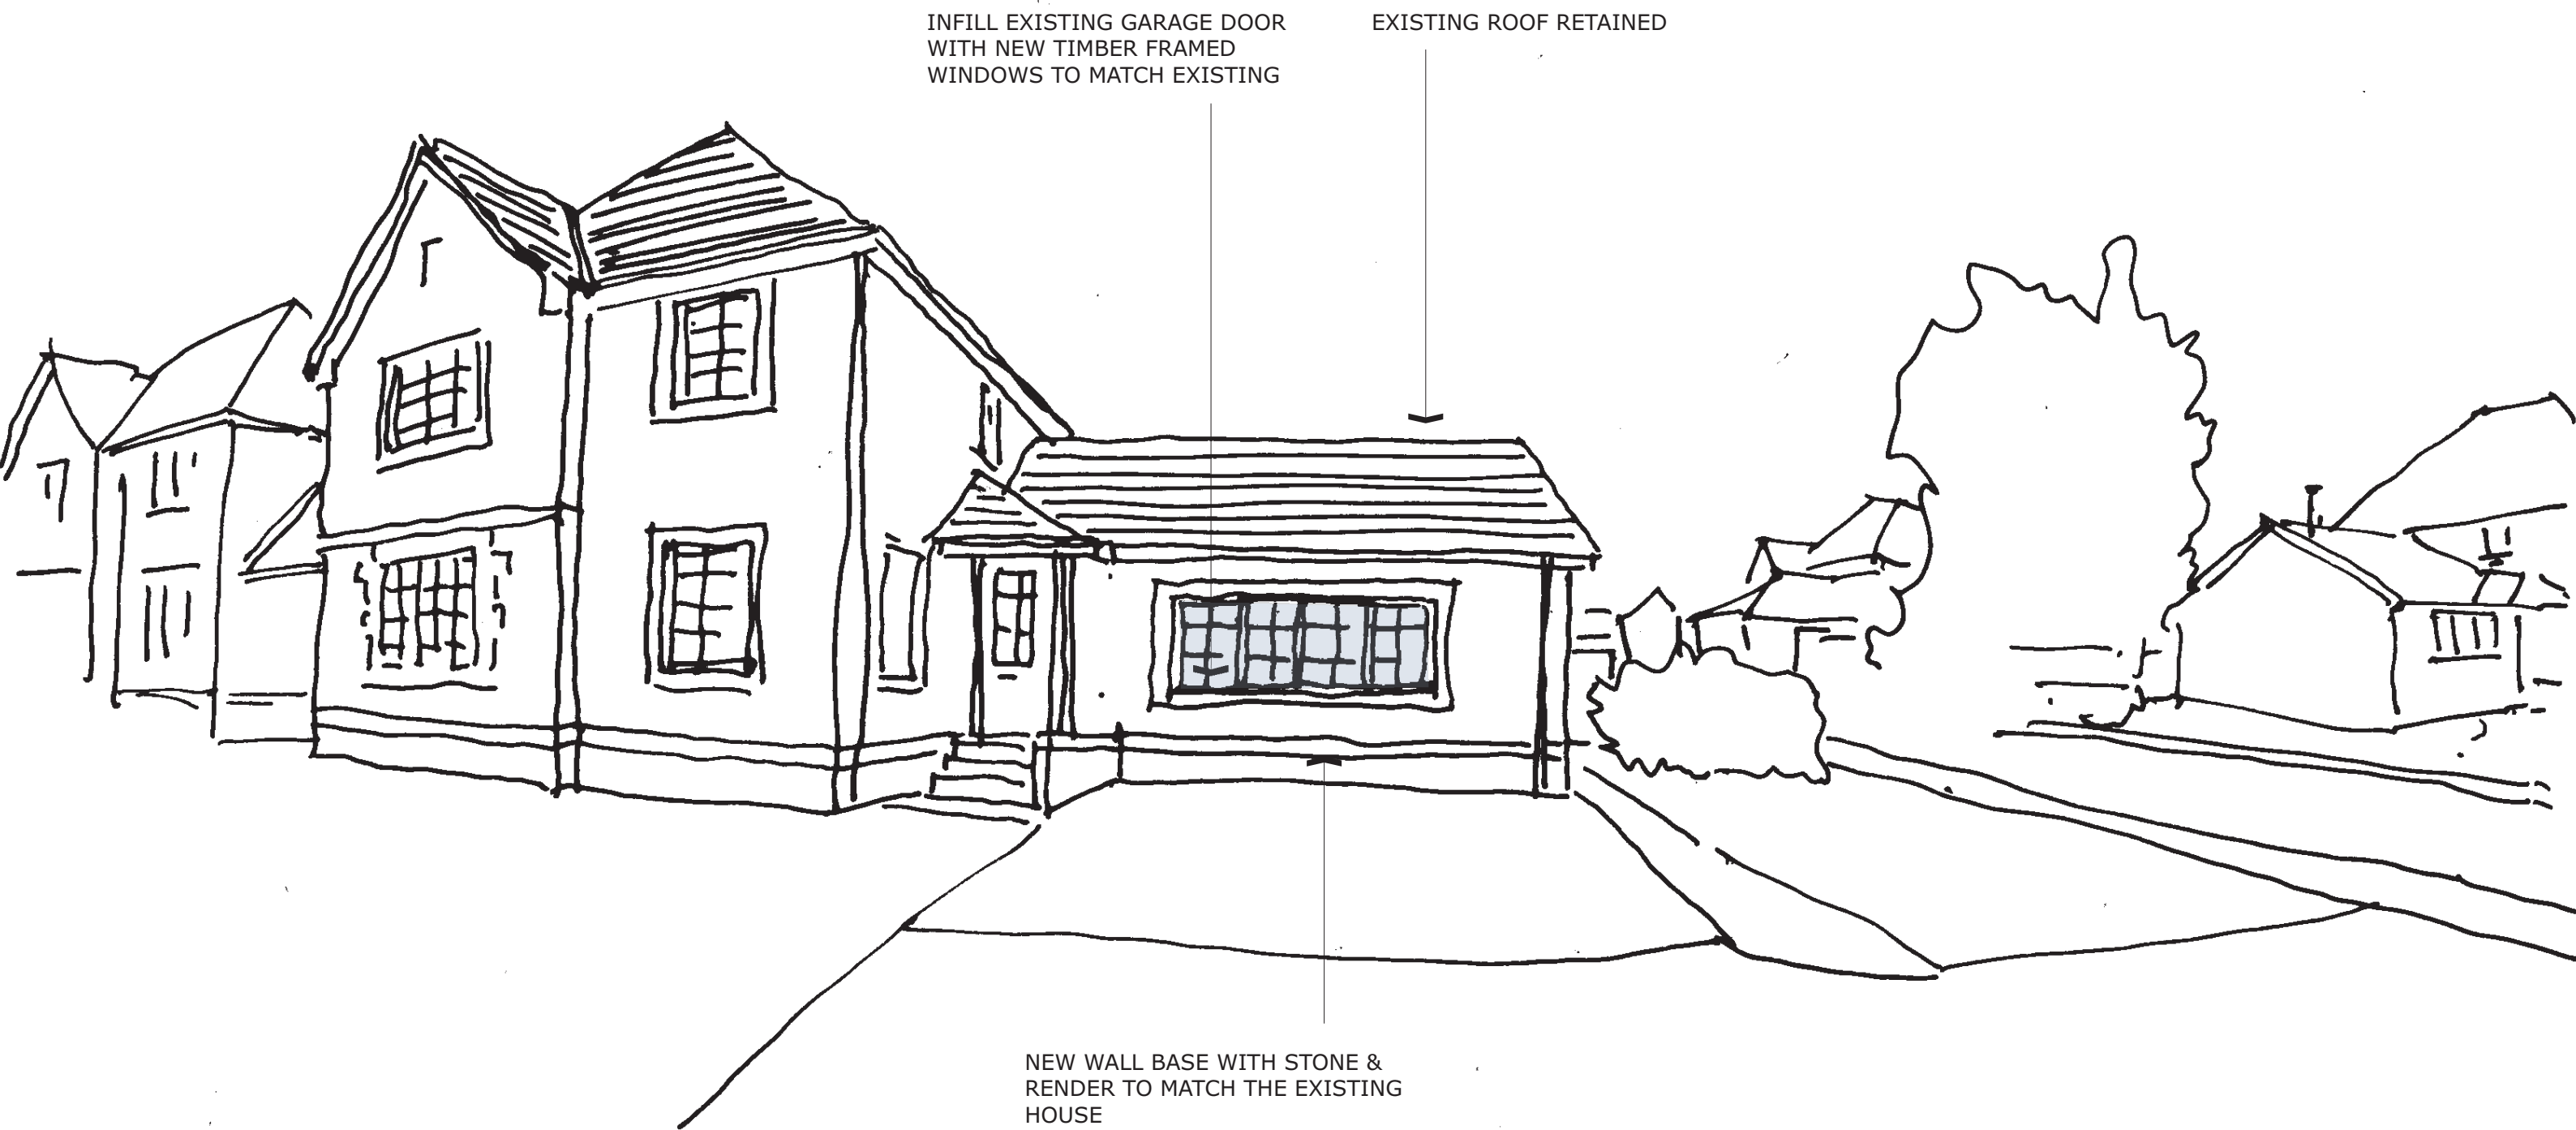 INFILL EXISTING GARAGE DOOR
WITH NEW TIMBER FRAMED
WINDOWS TO MATCH EXISTING
EXISTING ROOF RETAINED
NEW WALL BASE WITH STONE &
RENDER TO MATCH THE EXISTING
HOUSE